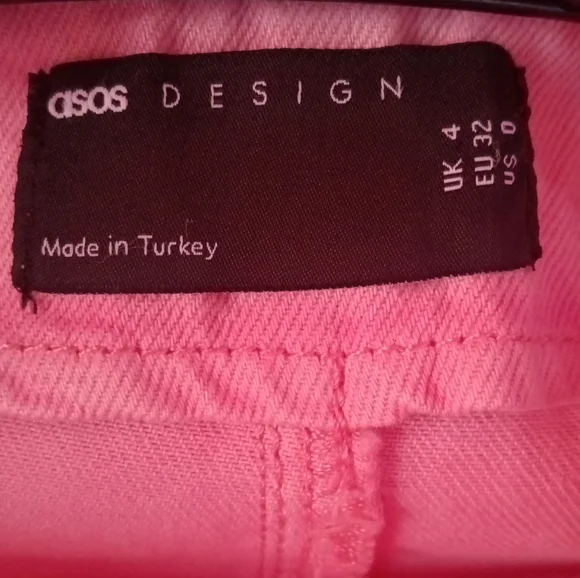 asos DESIGN
UK 4
EU 32
US 0
Made in Turkey